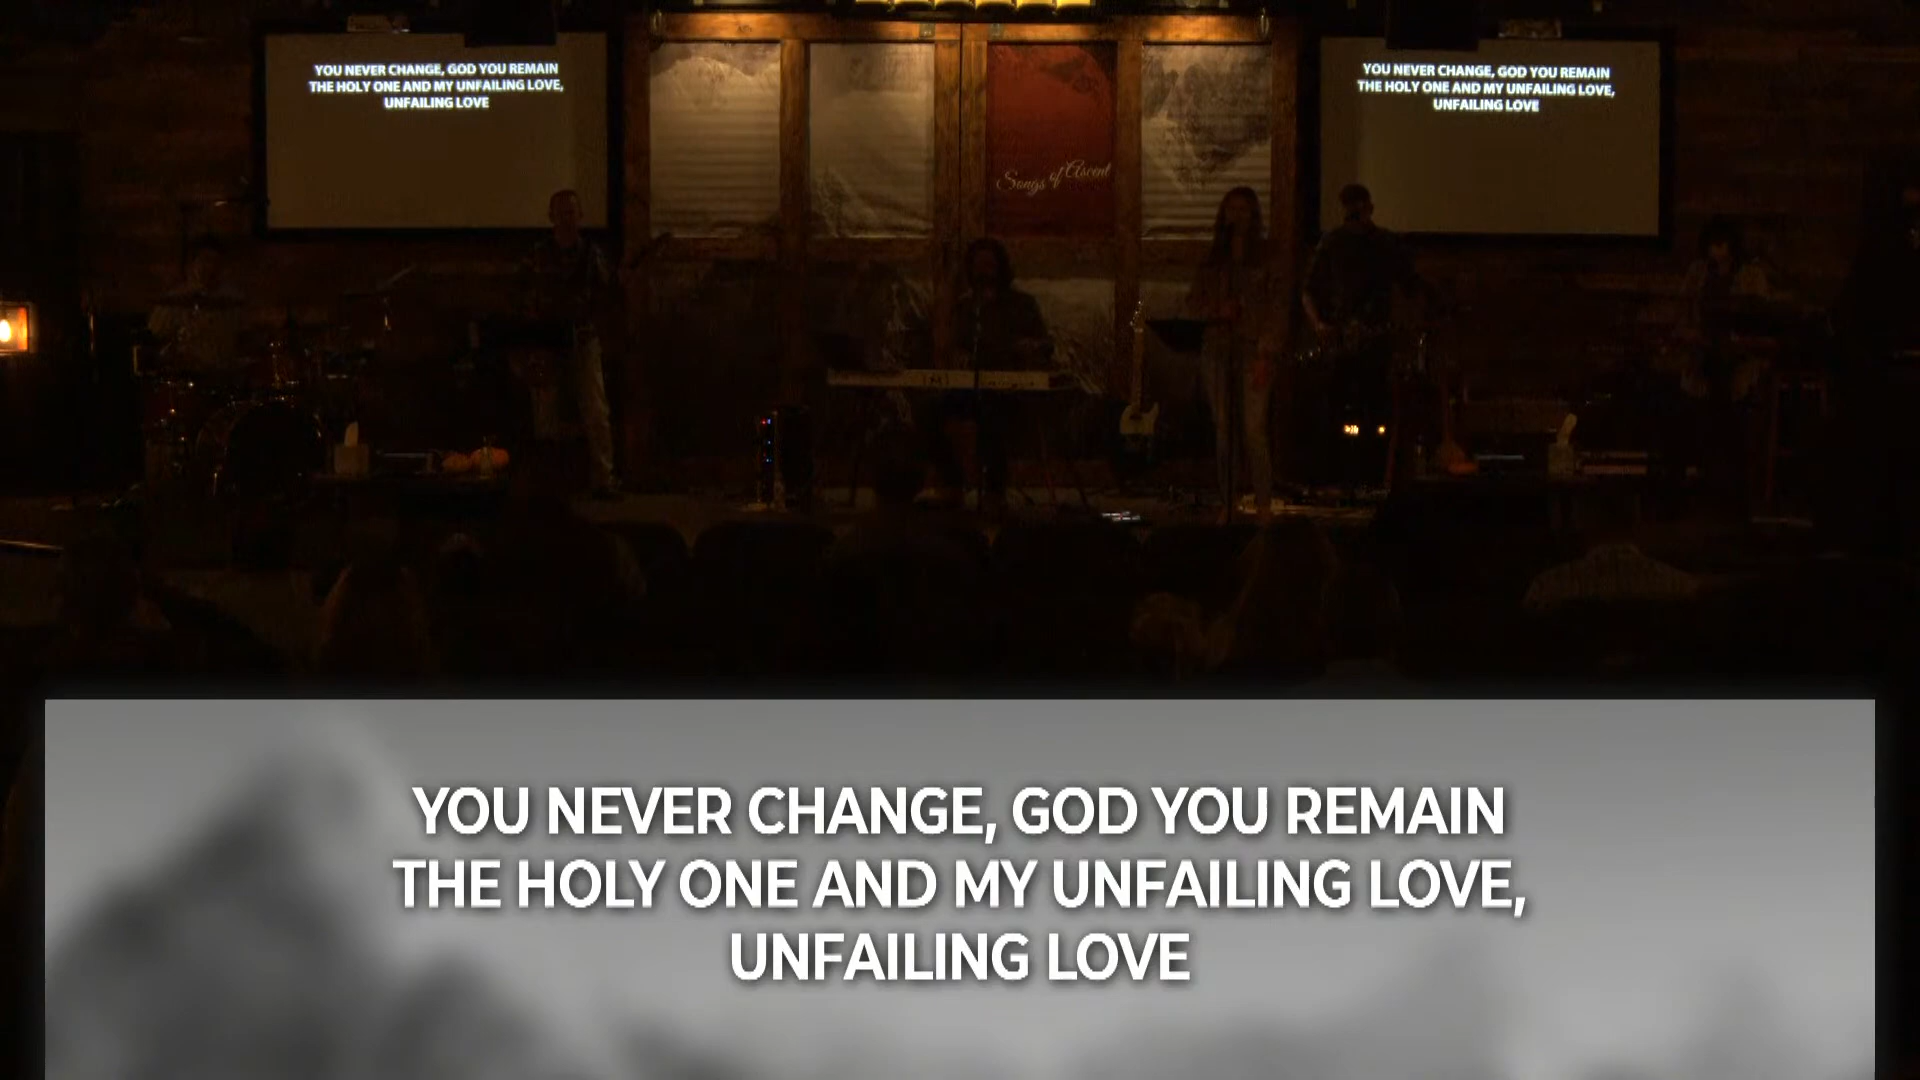 YOU NEVER CHANGE, GOD YOU REMAIN
THE HOLY ONE AND MY UNFAILING LOVE,
UNFAILING LOVE
YOU NEVER CHANGE, GOD YOU REMAIN
THE HOLY ONE AND MY UNFAILING LOVE,
UNFAILING LOVE
Songs of Ascent
YOU NEVER CHANGE, GOD YOU REMAIN
THE HOLY ONE AND MY UNFAILING LOVE,
UNFAILING LOVE